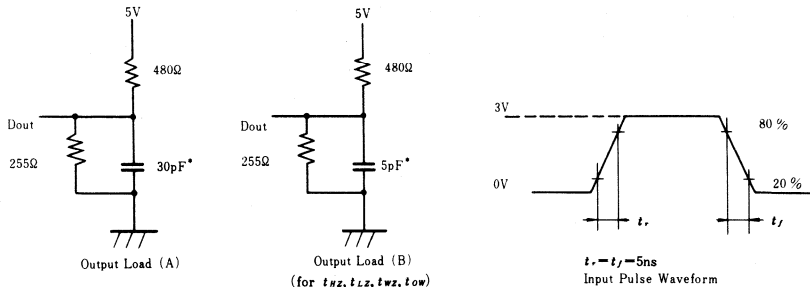 5V
480Ω
Dout
255Ω
30pF*
Output Load (A)
5V
480Ω
Dout
255Ω
5pF*
Output Load (B)
(for tHZ, tLZ, tWZ, tOW)
3V
0V
80%
20%
tr
tf
tr=tf=5ns
Input Pulse Waveform